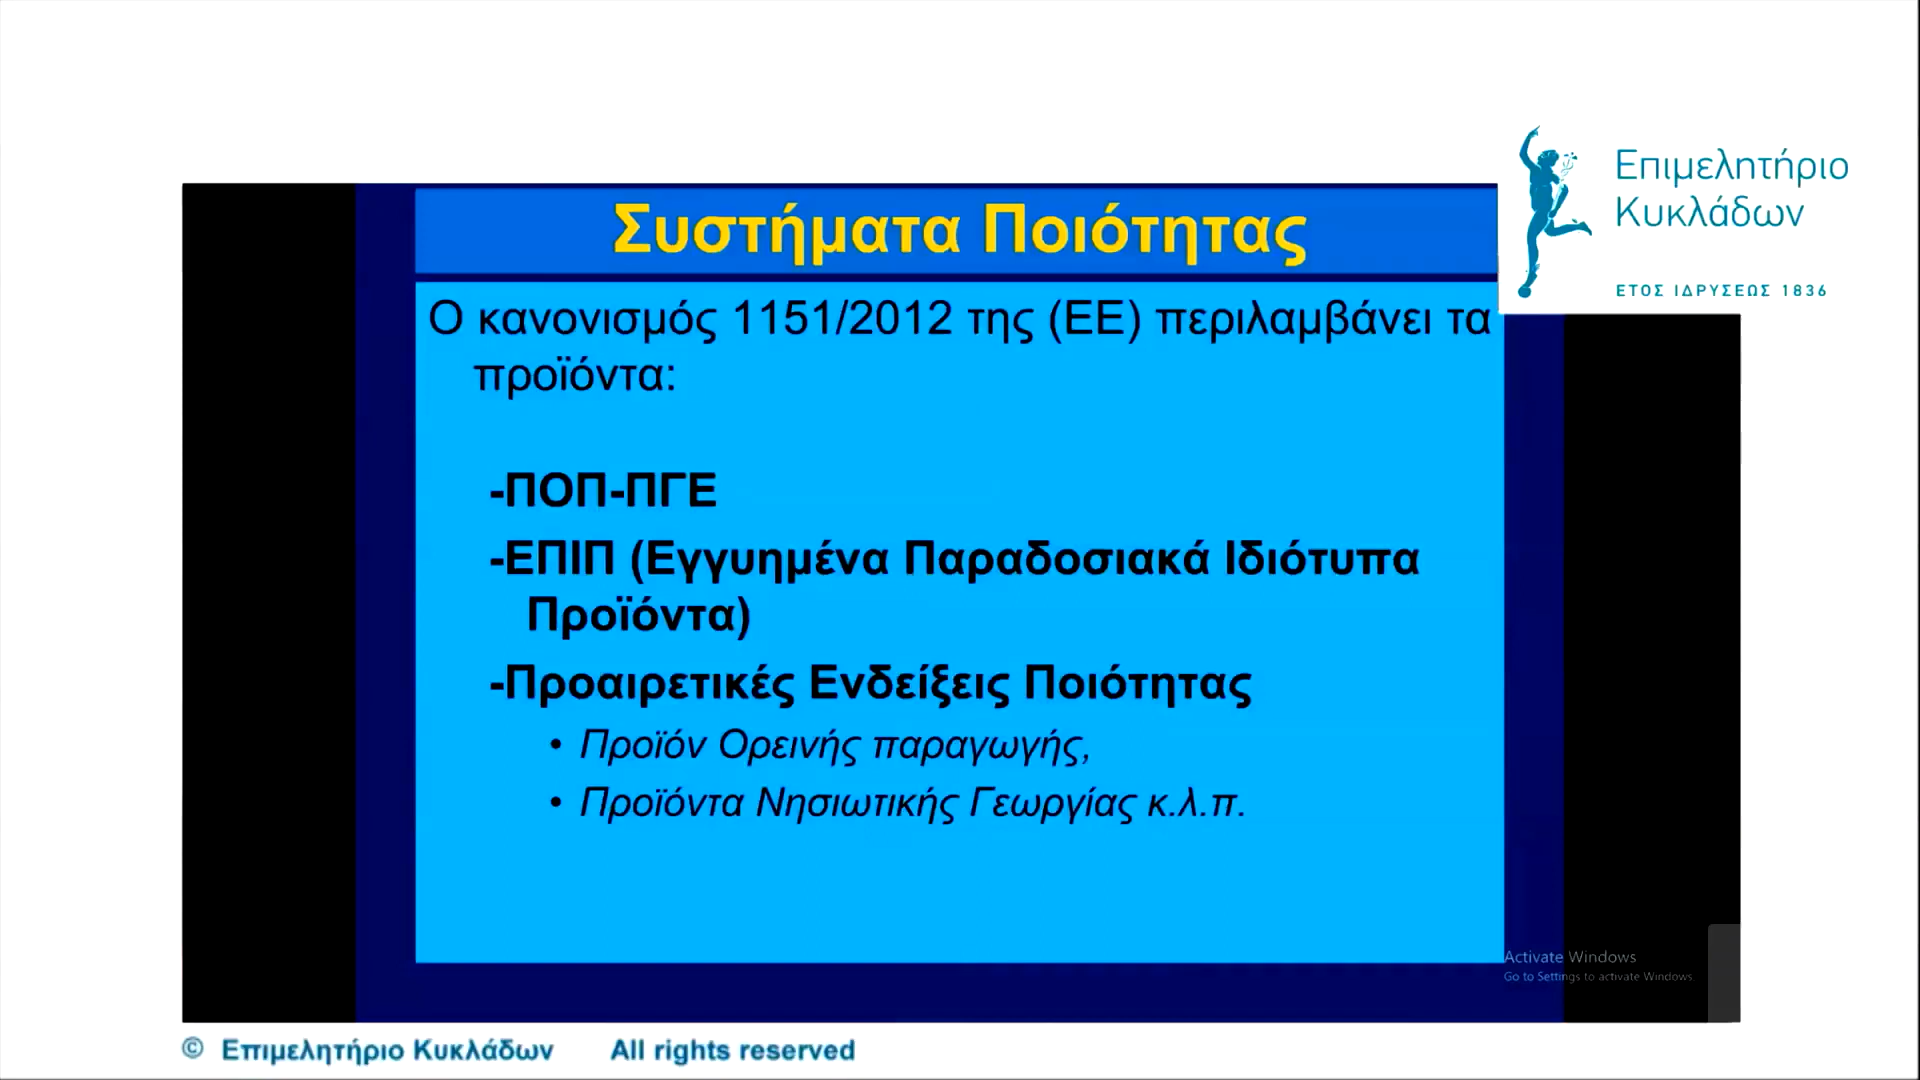 Επιμελητήριο
Κυκλάδων
ΕΤΟΣ ΙΔΡΥΣΕΩΣ 1836
Συστήματα Ποιότητας
Ο κανονισμός 1151/2012 της (ΕΕ) περιλαμβάνει τα
προϊόντα:
-ΠΟΠ-ΠΓΕ
-ΕΠΙΠ (Εγγυημένα Παραδοσιακά Ιδιότυπα
Προϊόντα)
-Προαιρετικές Ενδείξεις Ποιότητας
• Προϊόν Ορεινής παραγωγής,
• Προϊόντα Νησιωτικής Γεωργίας κ.λ.π.
Activate Windows
Go to Settings to activate Windows.
© Επιμελητήριο Κυκλάδων All rights reserved